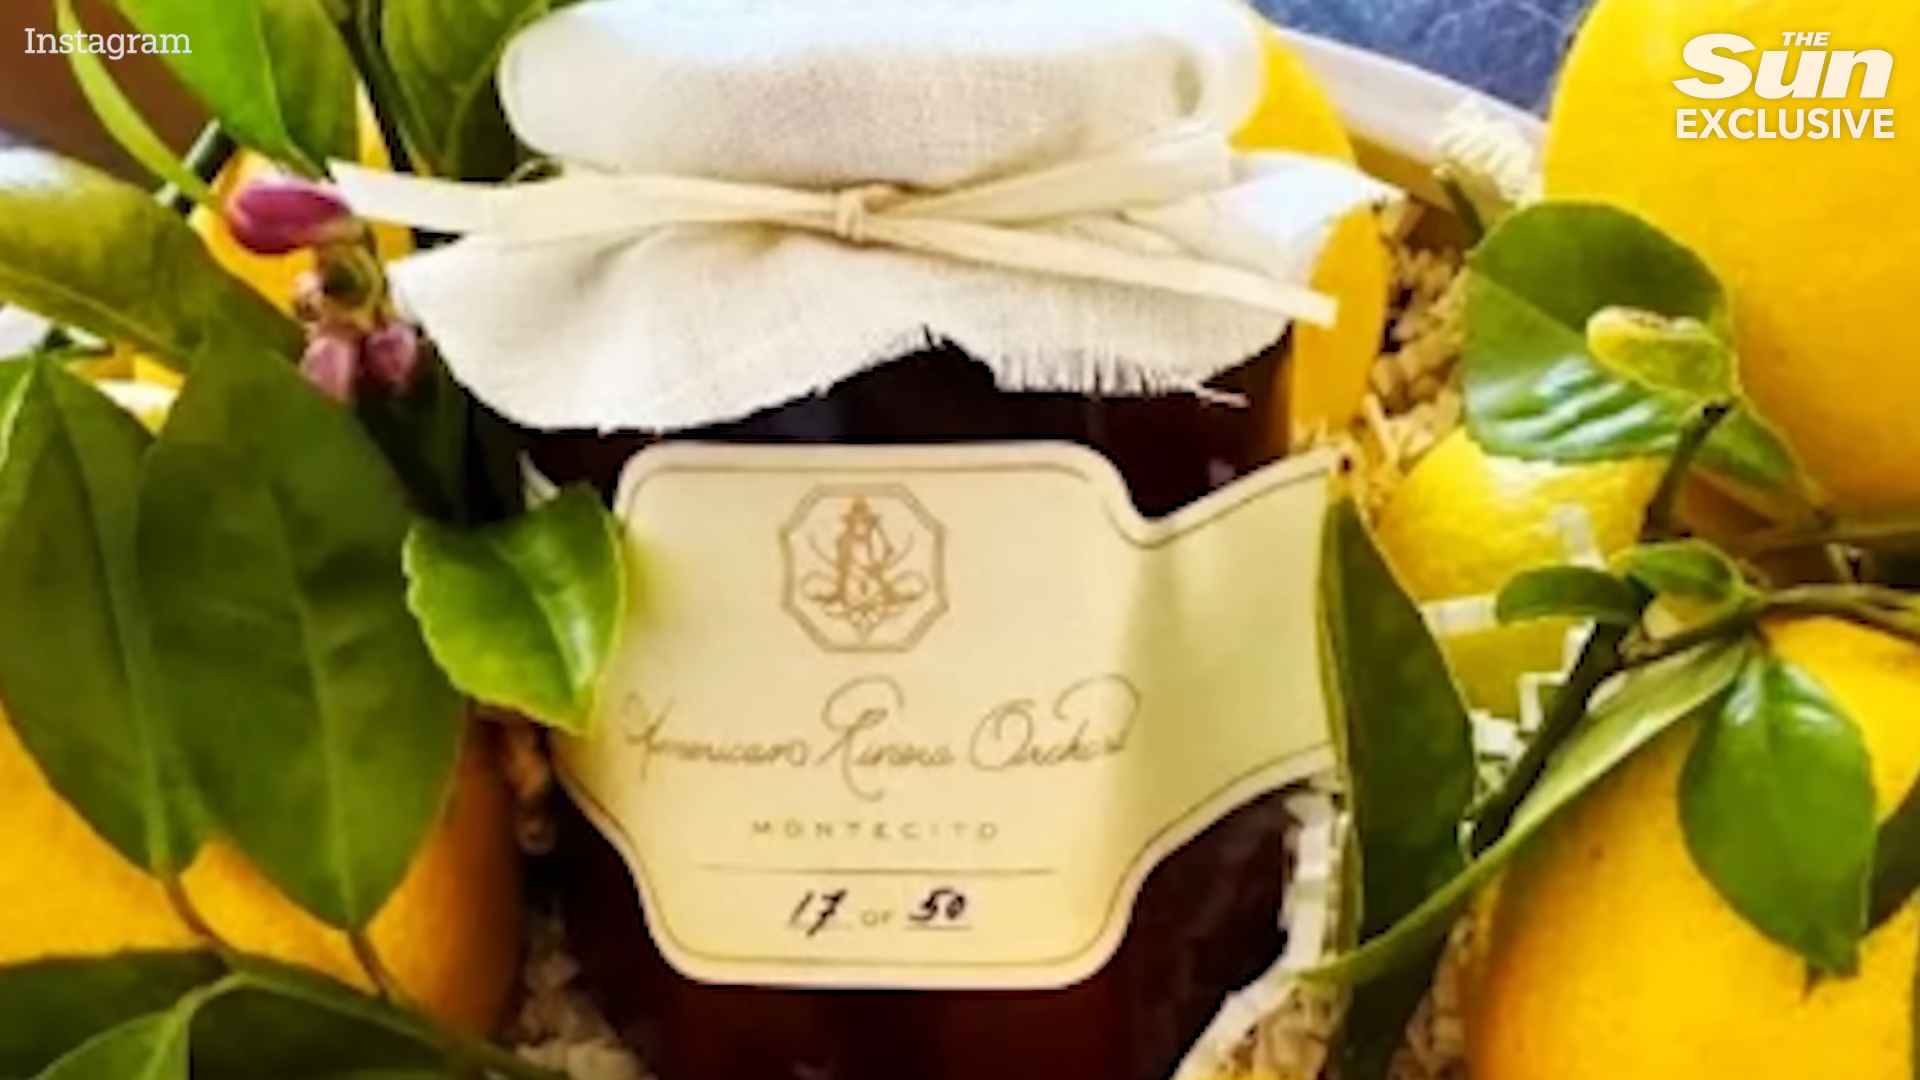 Instagram
THE
Sun
EXCLUSIVE
American Riviera Orchard
MONTECITO
17 OF 50